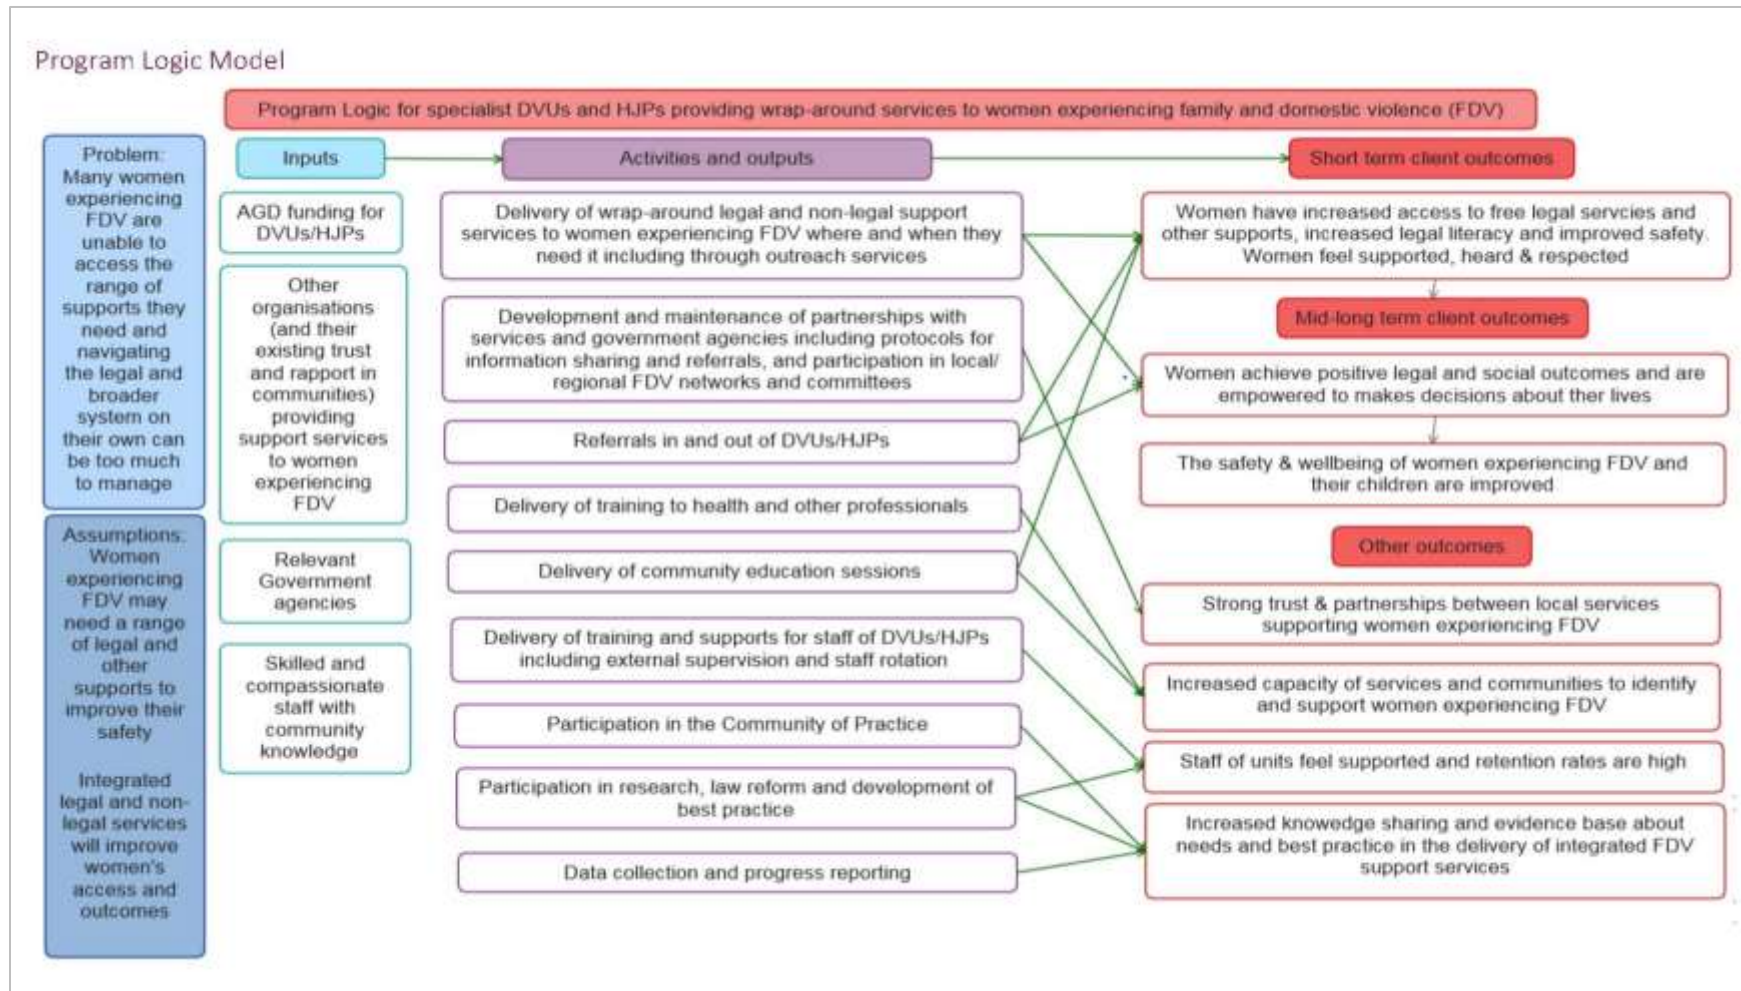 Program Logic Model
Program Logic for specialist DVUs and HJPs providing wrap-around services to women experiencing family and domestic violence (FDV)
Problem:
Many women
experiencing
FDV are
unable to
access the
range of
supports they
need and
navigating
the legal and
broader
system on
their own can
be too much
to manage
Assumptions:
Women
experiencing
FDV may
need a range
of legal and
other
supports to
improve their
safety
Integrated
legal and non-
legal services
will improve
women's
access and
outcomes
Inputs
AGD funding for
DVUs/HJPs
Other
organisations
(and their
existing trust
and rapport in
communities)
providing
support services
to women
experiencing
FDV
Relevant
Government
agencies
Skilled and
compassionate
staff with
community
knowledge
Activities and outputs
Delivery of wrap-around legal and non-legal support
services to women experiencing FDV where and when they
need it including through outreach services
Development and maintenance of partnerships with
services and government agencies including protocols for
information sharing and referrals, and participation in local/
regional FDV networks and committees
Referrals in and out of DVUs/HJPs
Delivery of training to health and other professionals
Delivery of community education sessions
Delivery of training and supports for staff of DVUs/HJPs
including external supervision and staff rotation
Participation in the Community of Practice
Participation in research, law reform and development of
best practice
Data collection and progress reporting
Short term client outcomes
Women have increased access to free legal servcies and
other supports, increased legal literacy and improved safety.
Women feel supported, heard & respected
Mid-long term client outcomes
Women achieve positive legal and social outcomes and are
empowered to makes decisions about ther lives
The safety & wellbeing of women experiencing FDV and
their children are improved
Other outcomes
Strong trust & partnerships between local services
supporting women experiencing FDV
Increased capacity of services and communities to identify
and support women experiencing FDV
Staff of units feel supported and retention rates are high
Increased knowedge sharing and evidence base about
needs and best practice in the delivery of integrated FDV
support services